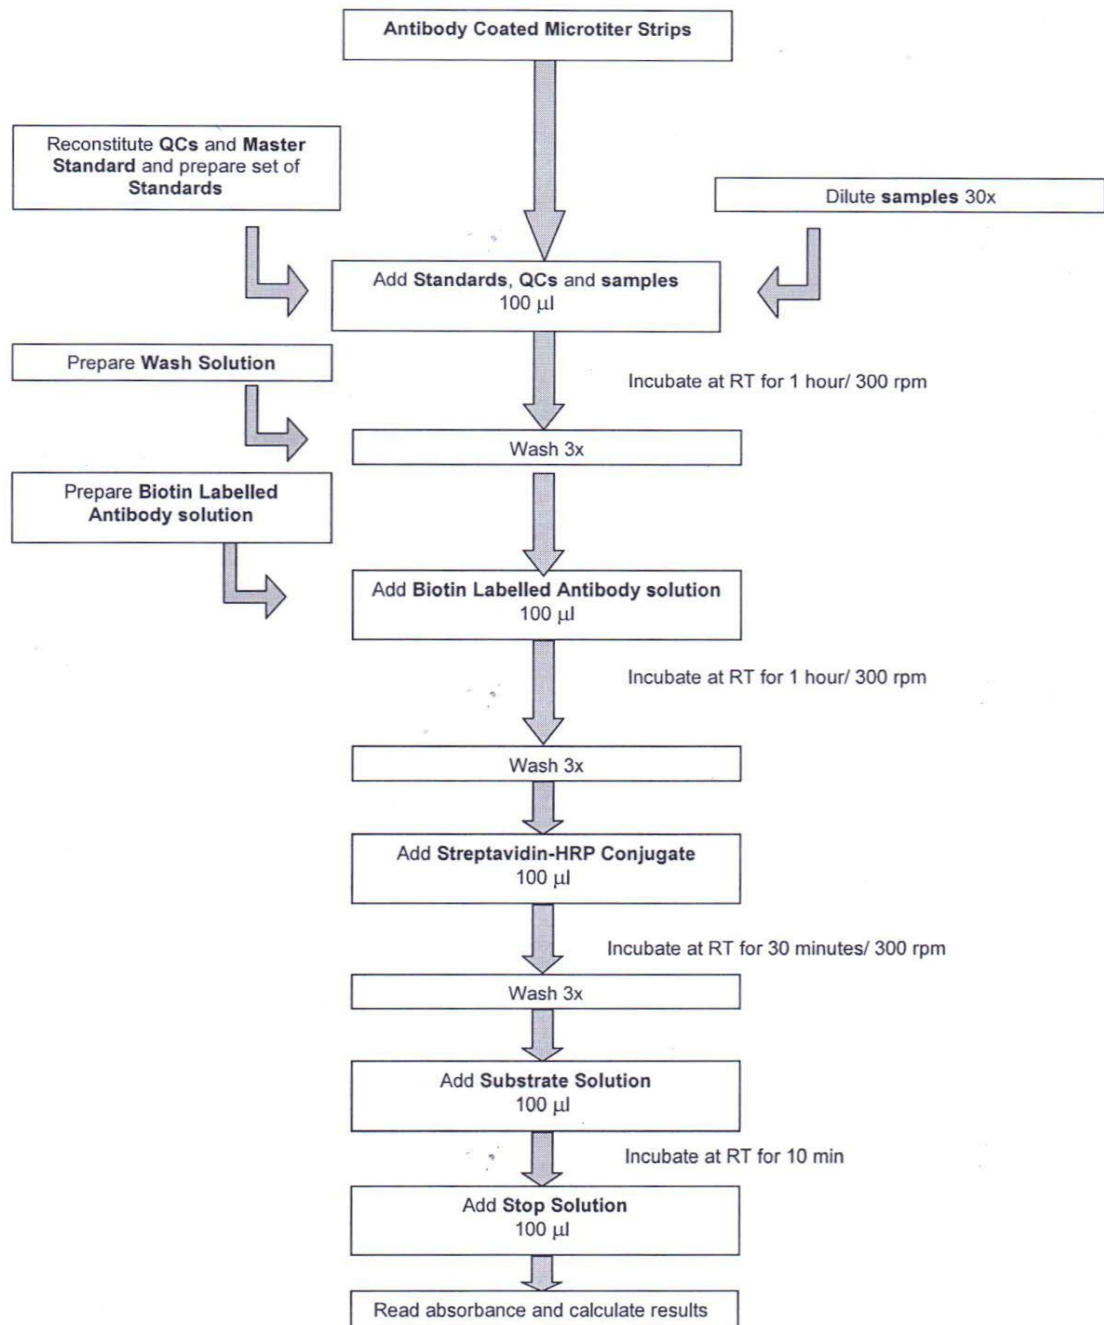 Antibody Coated Microtiter Strips
Reconstitute QCs and Master
Standard and prepare set of
Standards
Dilute samples 30x
Add Standards, QCs and samples
100 µl
Prepare Wash Solution
Incubate at RT for 1 hour/ 300 rpm
Wash 3x
Prepare Biotin Labelled
Antibody solution
Add Biotin Labelled Antibody solution
100 µl
Incubate at RT for 1 hour/ 300 rpm
Wash 3x
Add Streptavidin-HRP Conjugate
100 µl
Incubate at RT for 30 minutes/ 300 rpm
Wash 3x
Add Substrate Solution
100 µl
Incubate at RT for 10 min
Add Stop Solution
100 µl
Read absorbance and calculate results